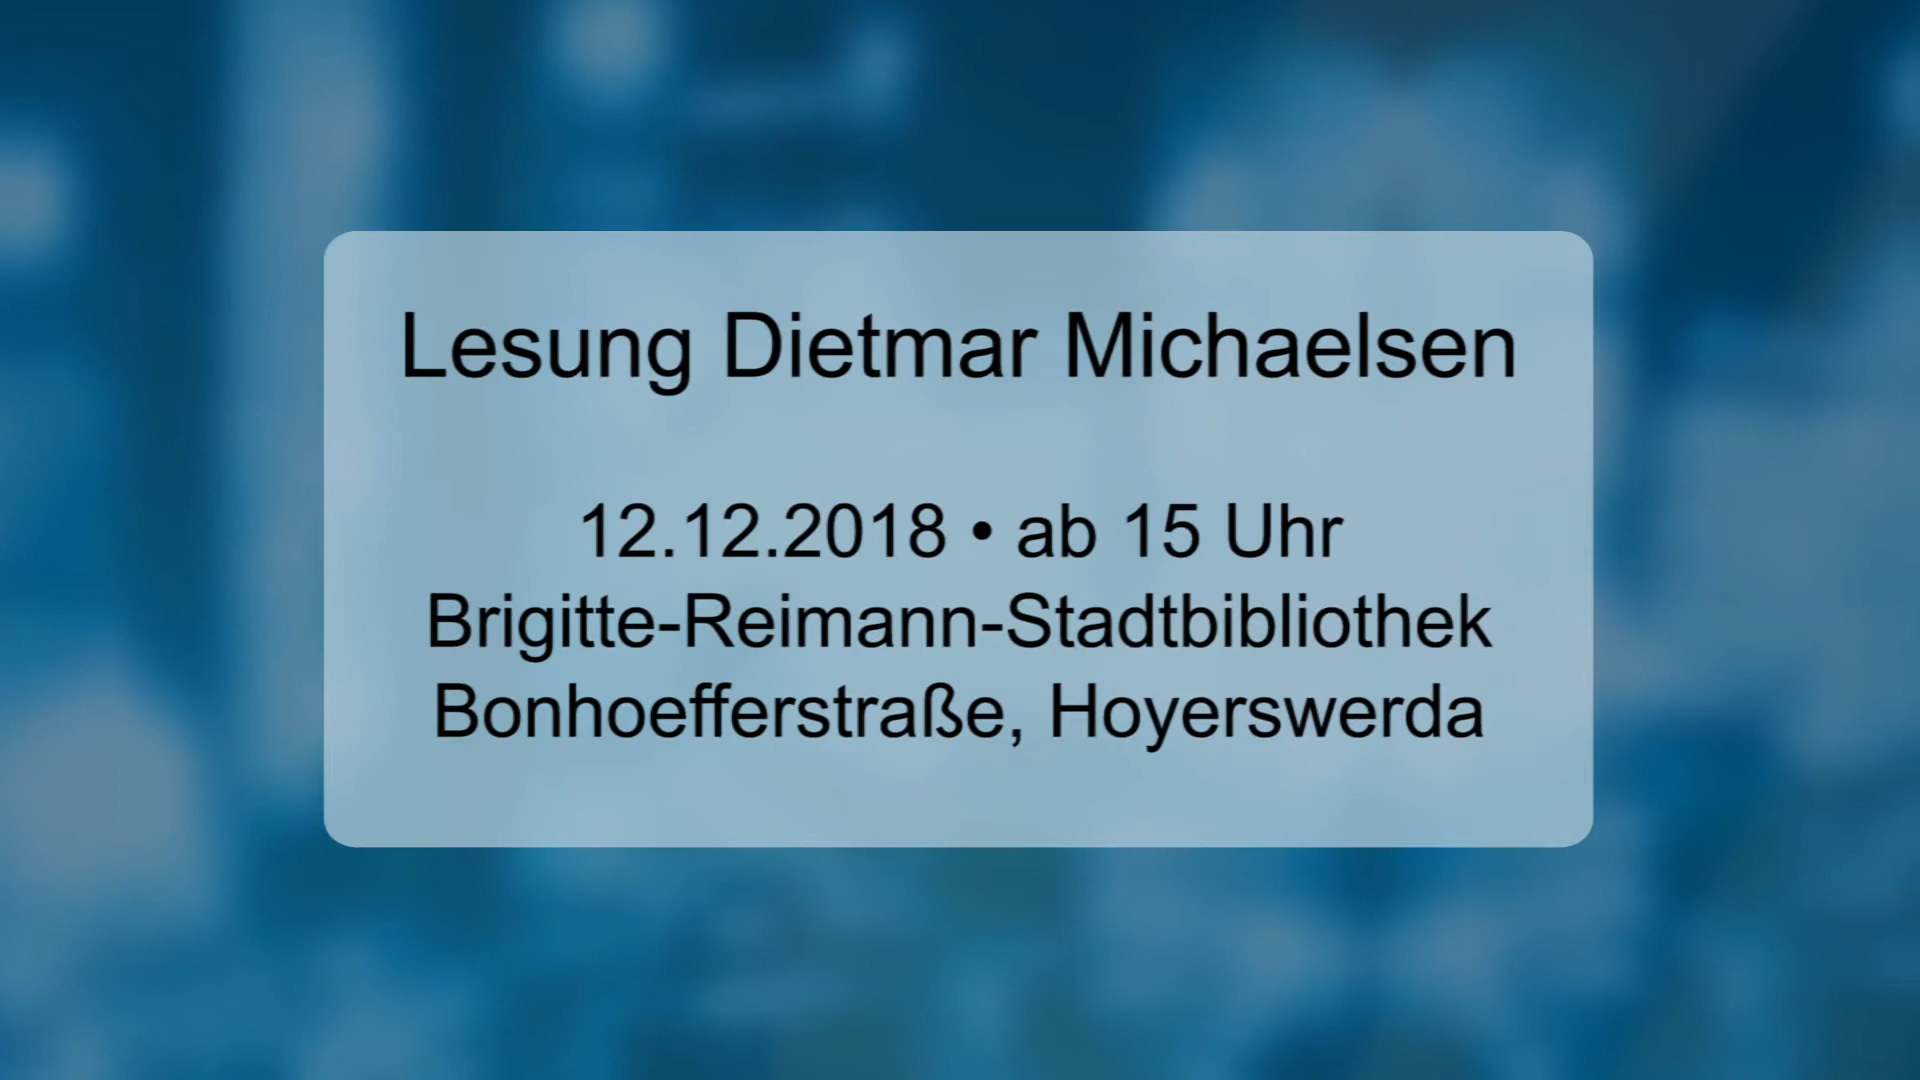 Lesung Dietmar Michaelsen
12.12.2018 • ab 15 Uhr
Brigitte-Reimann-Stadtbibliothek
Bonhoefferstraße, Hoyerswerda